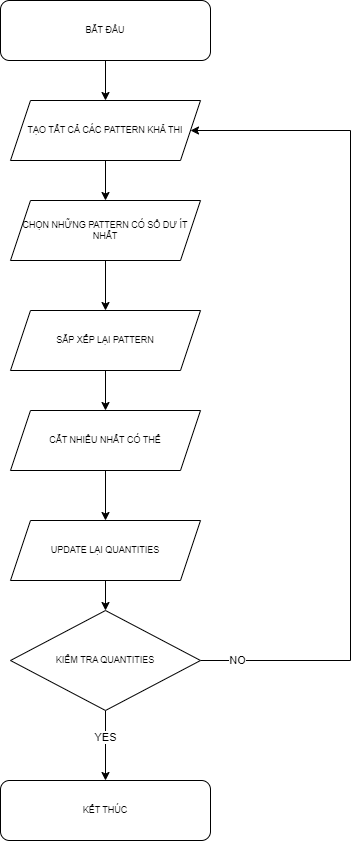 BẮT ĐẦU
TẠO TẤT CẢ CÁC PATTERN KHẢ THI
CHỌN NHỮNG PATTERN CÓ SỐ DƯ ÍT
NHẤT
SẮP XẾP LẠI PATTERN
CẮT NHIỀU NHẤT CÓ THỂ
UPDATE LẠI QUANTITIES
KIỂM TRA QUANTITIES
NO
YES
KẾT THÚC